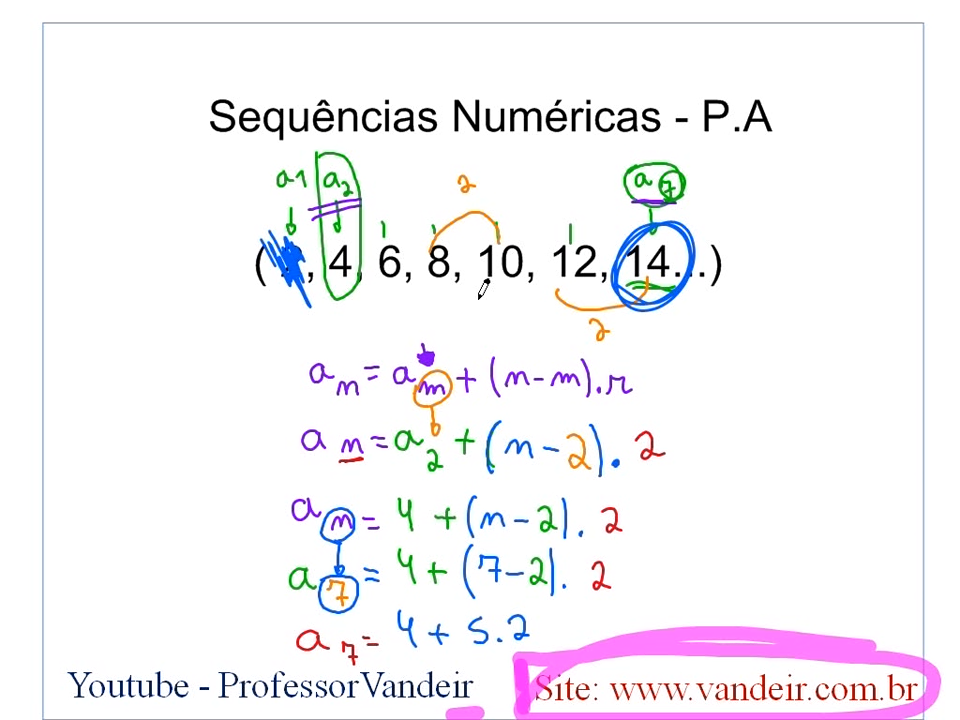 Sequências Numéricas - P.A
a1 a2 2 a7
( , 4, 6, 8, 10, 12, 14...)
2
an = am + (n-m).r
an = a2 + (n-2). 2
an = 4 + (n-2). 2
a7 = 4 + (7-2). 2
a7 = 4 + 5.2
Youtube - ProfessorVandeir Site: www.vandeir.com.br